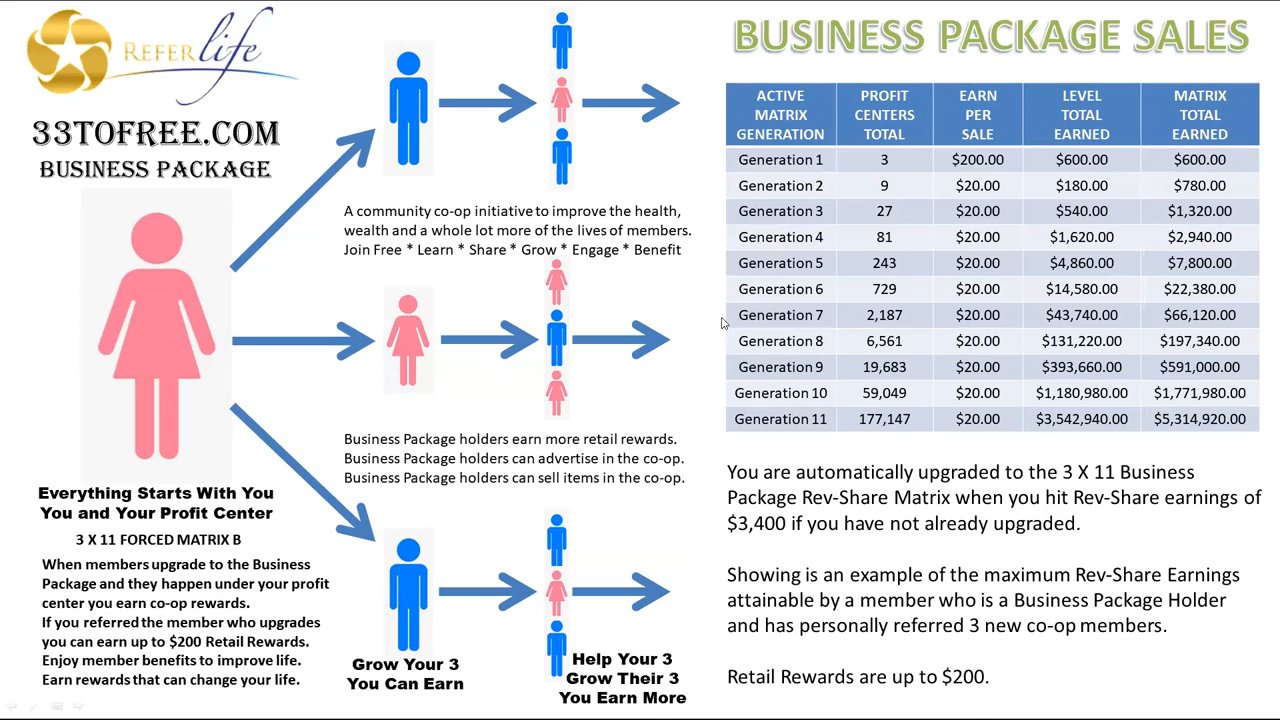 REFER life
33TOFREE.COM
BUSINESS PACKAGE
A community co-op initiative to improve the health,
wealth and a whole lot more of the lives of members.
Join Free * Learn * Share * Grow * Engage * Benefit
Business Package holders earn more retail rewards.
Business Package holders can advertise in the co-op.
Business Package holders can sell items in the co-op.
Everything Starts With You
You and Your Profit Center
3 X 11 FORCED MATRIX B
When members upgrade to the Business
Package and they happen under your profit
center you earn co-op rewards.
If you referred the member who upgrades
you can earn up to $200 Retail Rewards.
Enjoy member benefits to improve life.
Earn rewards that can change your life.
Grow Your 3
You Can Earn
Help Your 3
Grow Their 3
You Earn More
BUSINESS PACKAGE SALES
ACTIVE MATRIX GENERATION PROFIT CENTERS TOTAL EARN PER SALE LEVEL TOTAL EARNED MATRIX TOTAL EARNED
Generation 1 3 $200.00 $600.00 $600.00
Generation 2 9 $20.00 $180.00 $780.00
Generation 3 27 $20.00 $540.00 $1,320.00
Generation 4 81 $20.00 $1,620.00 $2,940.00
Generation 5 243 $20.00 $4,860.00 $7,800.00
Generation 6 729 $20.00 $14,580.00 $22,380.00
Generation 7 2,187 $20.00 $43,740.00 $66,120.00
Generation 8 6,561 $20.00 $131,220.00 $197,340.00
Generation 9 19,683 $20.00 $393,660.00 $591,000.00
Generation 10 59,049 $20.00 $1,180,980.00 $1,771,980.00
Generation 11 177,147 $20.00 $3,542,940.00 $5,314,920.00
You are automatically upgraded to the 3 X 11 Business
Package Rev-Share Matrix when you hit Rev-Share earnings of
$3,400 if you have not already upgraded.
Showing is an example of the maximum Rev-Share Earnings
attainable by a member who is a Business Package Holder
and has personally referred 3 new co-op members.
Retail Rewards are up to $200.